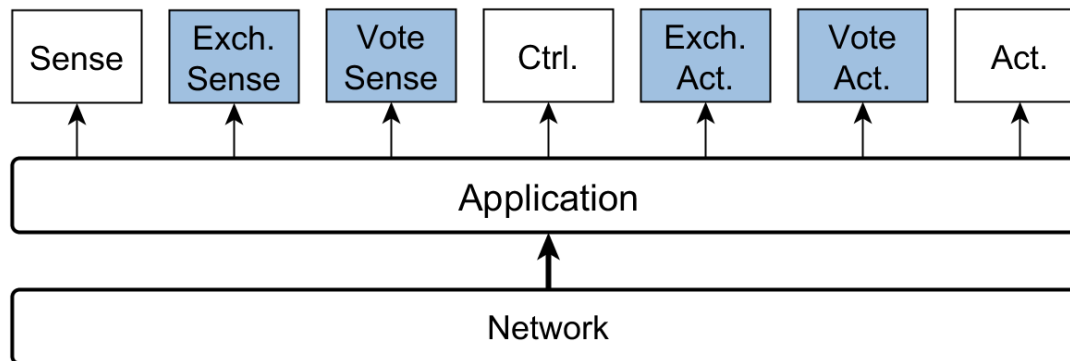 Sense
Exch.
Sense
Vote
Sense
Ctrl.
Exch.
Act.
Vote
Act.
Act.
Application
Network